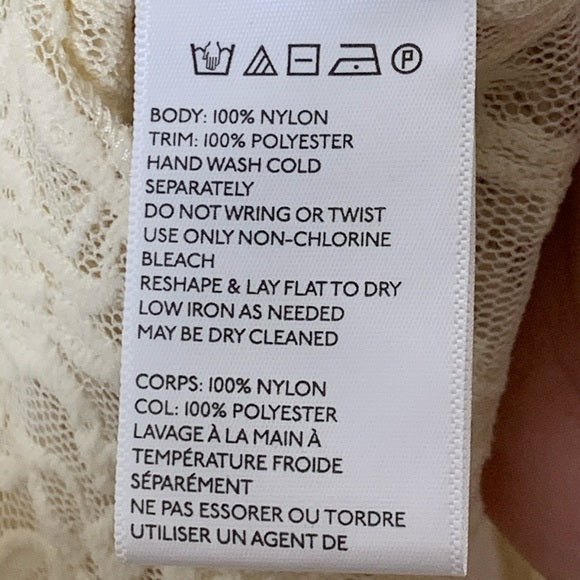 P
BODY: 100% NYLON
TRIM: 100% POLYESTER
HAND WASH COLD
SEPARATELY
DO NOT WRING OR TWIST
USE ONLY NON-CHLORINE
BLEACH
RESHAPE & LAY FLAT TO DRY
LOW IRON AS NEEDED
MAY BE DRY CLEANED
CORPS: 100% NYLON
COL: 100% POLYESTER
LAVAGE À LA MAIN À
TEMPÉRATURE FROIDE
SÉPARÉMENT
NE PAS ESSORER OU TORDRE
UTILISER UN AGENT DE